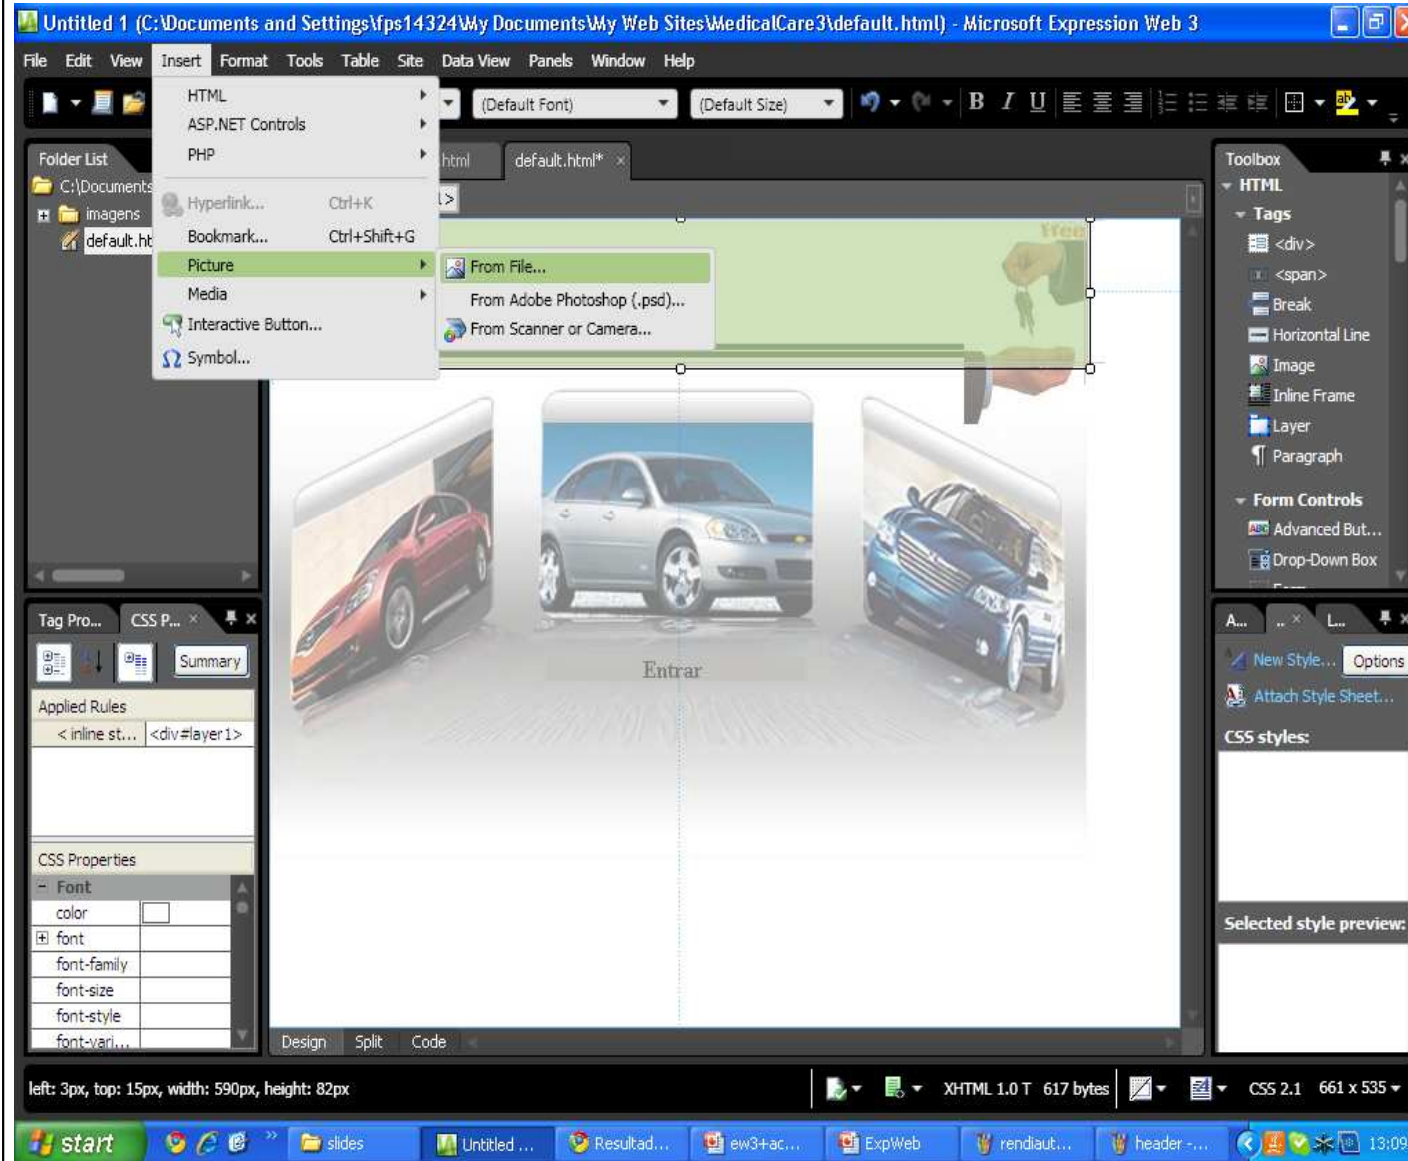 Untitled 1 (C:\Documents and Settings\fps14324\My Documents\My Web Sites\MedicalCare3\default.html) - Microsoft Expression Web 3
File Edit View Insert Format Tools Table Site Data View Panels Window Help
(Default Font) (Default Size) B I U
HTML
ASP.NET Controls
PHP
Hyperlink... Ctrl+K
Bookmark... Ctrl+Shift+G
Picture
Media
Interactive Button...
Symbol...
From File...
From Adobe Photoshop (.psd)...
From Scanner or Camera...
Folder List
C:\Documents
imagens
default.ht
html default.html*
free
Entrar
Toolbox
HTML
Tags
<div>
<span>
Break
Horizontal Line
Image
Inline Frame
Layer
Paragraph
Form Controls
Advanced But...
Drop-Down Box
Tag Pro... CSS P...
Summary
Applied Rules
< inline st... <div#layer1>
CSS Properties
Font
color
font
font-family
font-size
font-style
font-vari...
A... .. L...
New Style... Options
Attach Style Sheet...
CSS styles:
Selected style preview:
Design Split Code
left: 3px, top: 15px, width: 590px, height: 82px XHTML 1.0 T 617 bytes CSS 2.1 661 x 535
start slides Untitled ... Resultad... ew3+ac... ExpWeb rendiaut... header -... 13:09